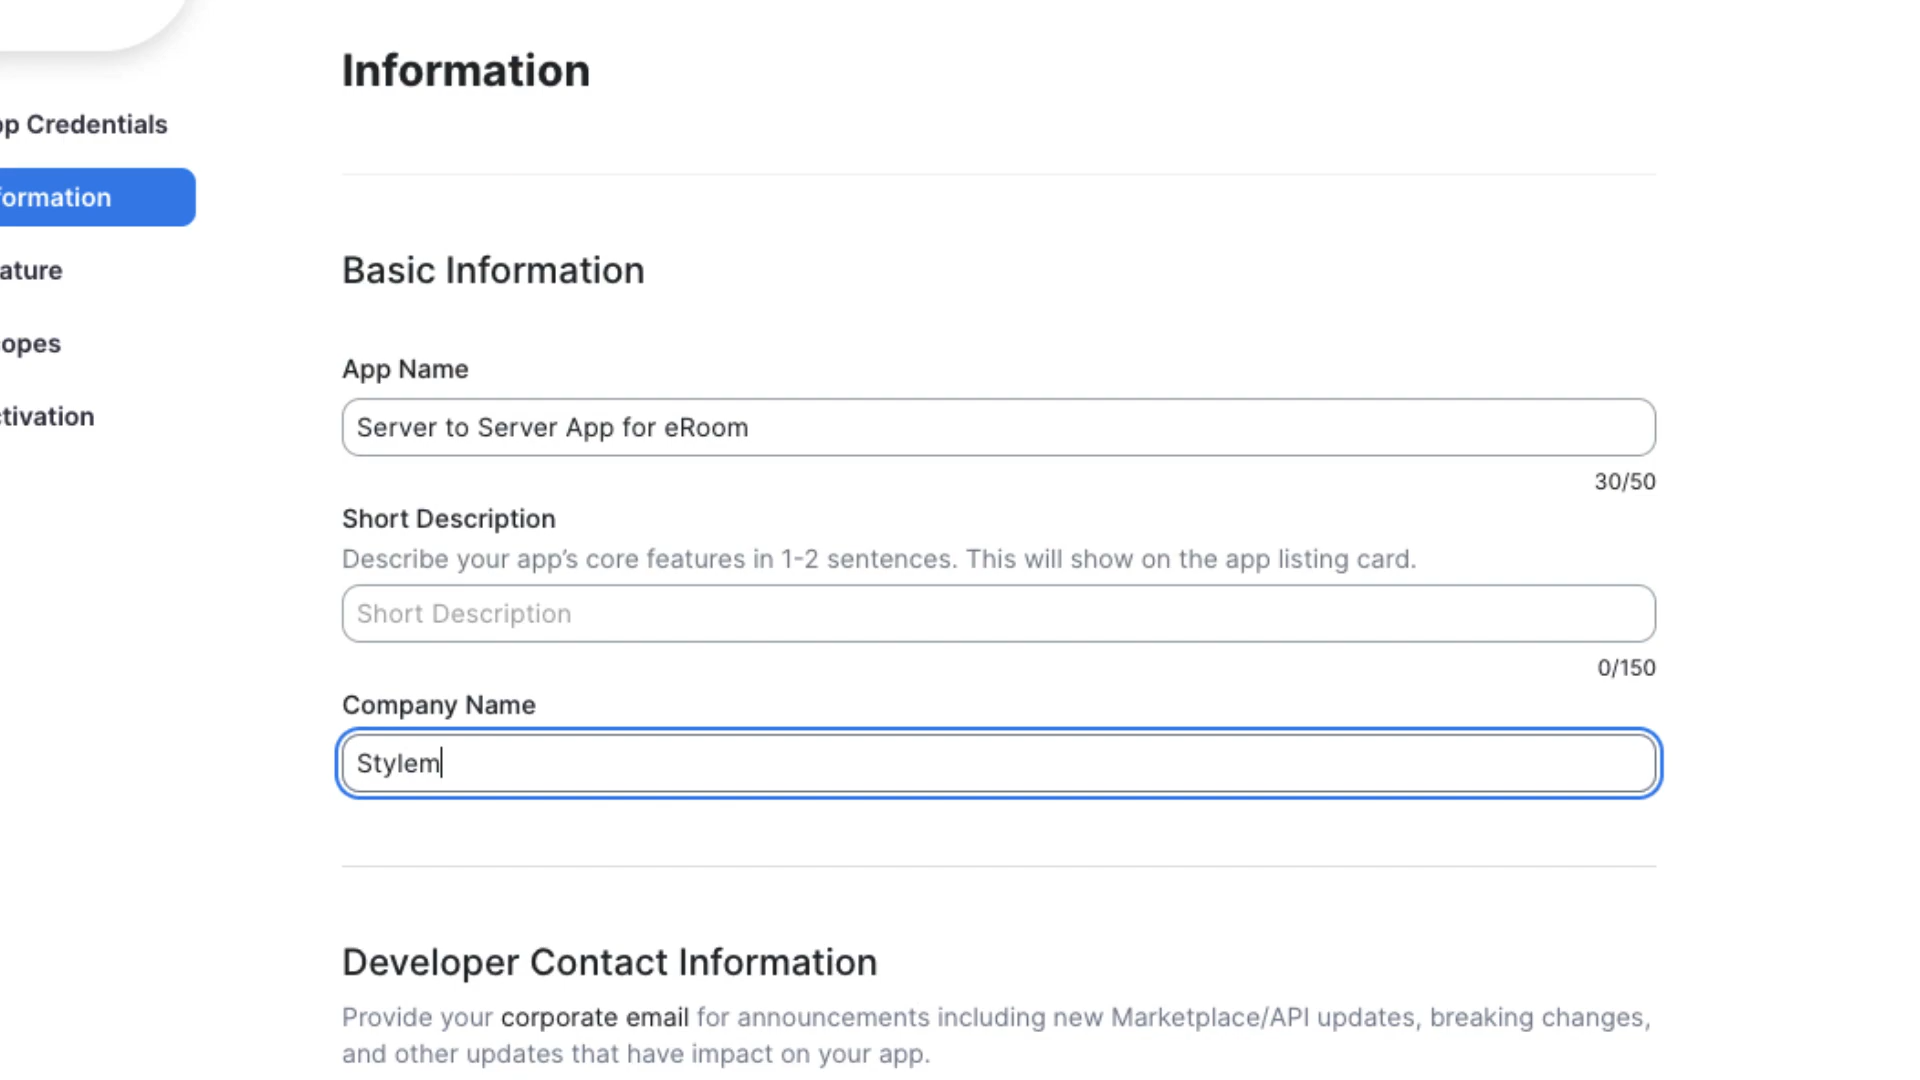 Information
pp Credentials
formation
ature
opes
tivation
Basic Information
App Name
Server to Server App for eRoom
30/50
Short Description
Describe your app’s core features in 1-2 sentences. This will show on the app listing card.
Short Description
0/150
Company Name
Stylem
Developer Contact Information
Provide your corporate email for announcements including new Marketplace/API updates, breaking changes,
and other updates that have impact on your app.